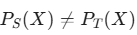 P_S(X) ≠ P_T(X)